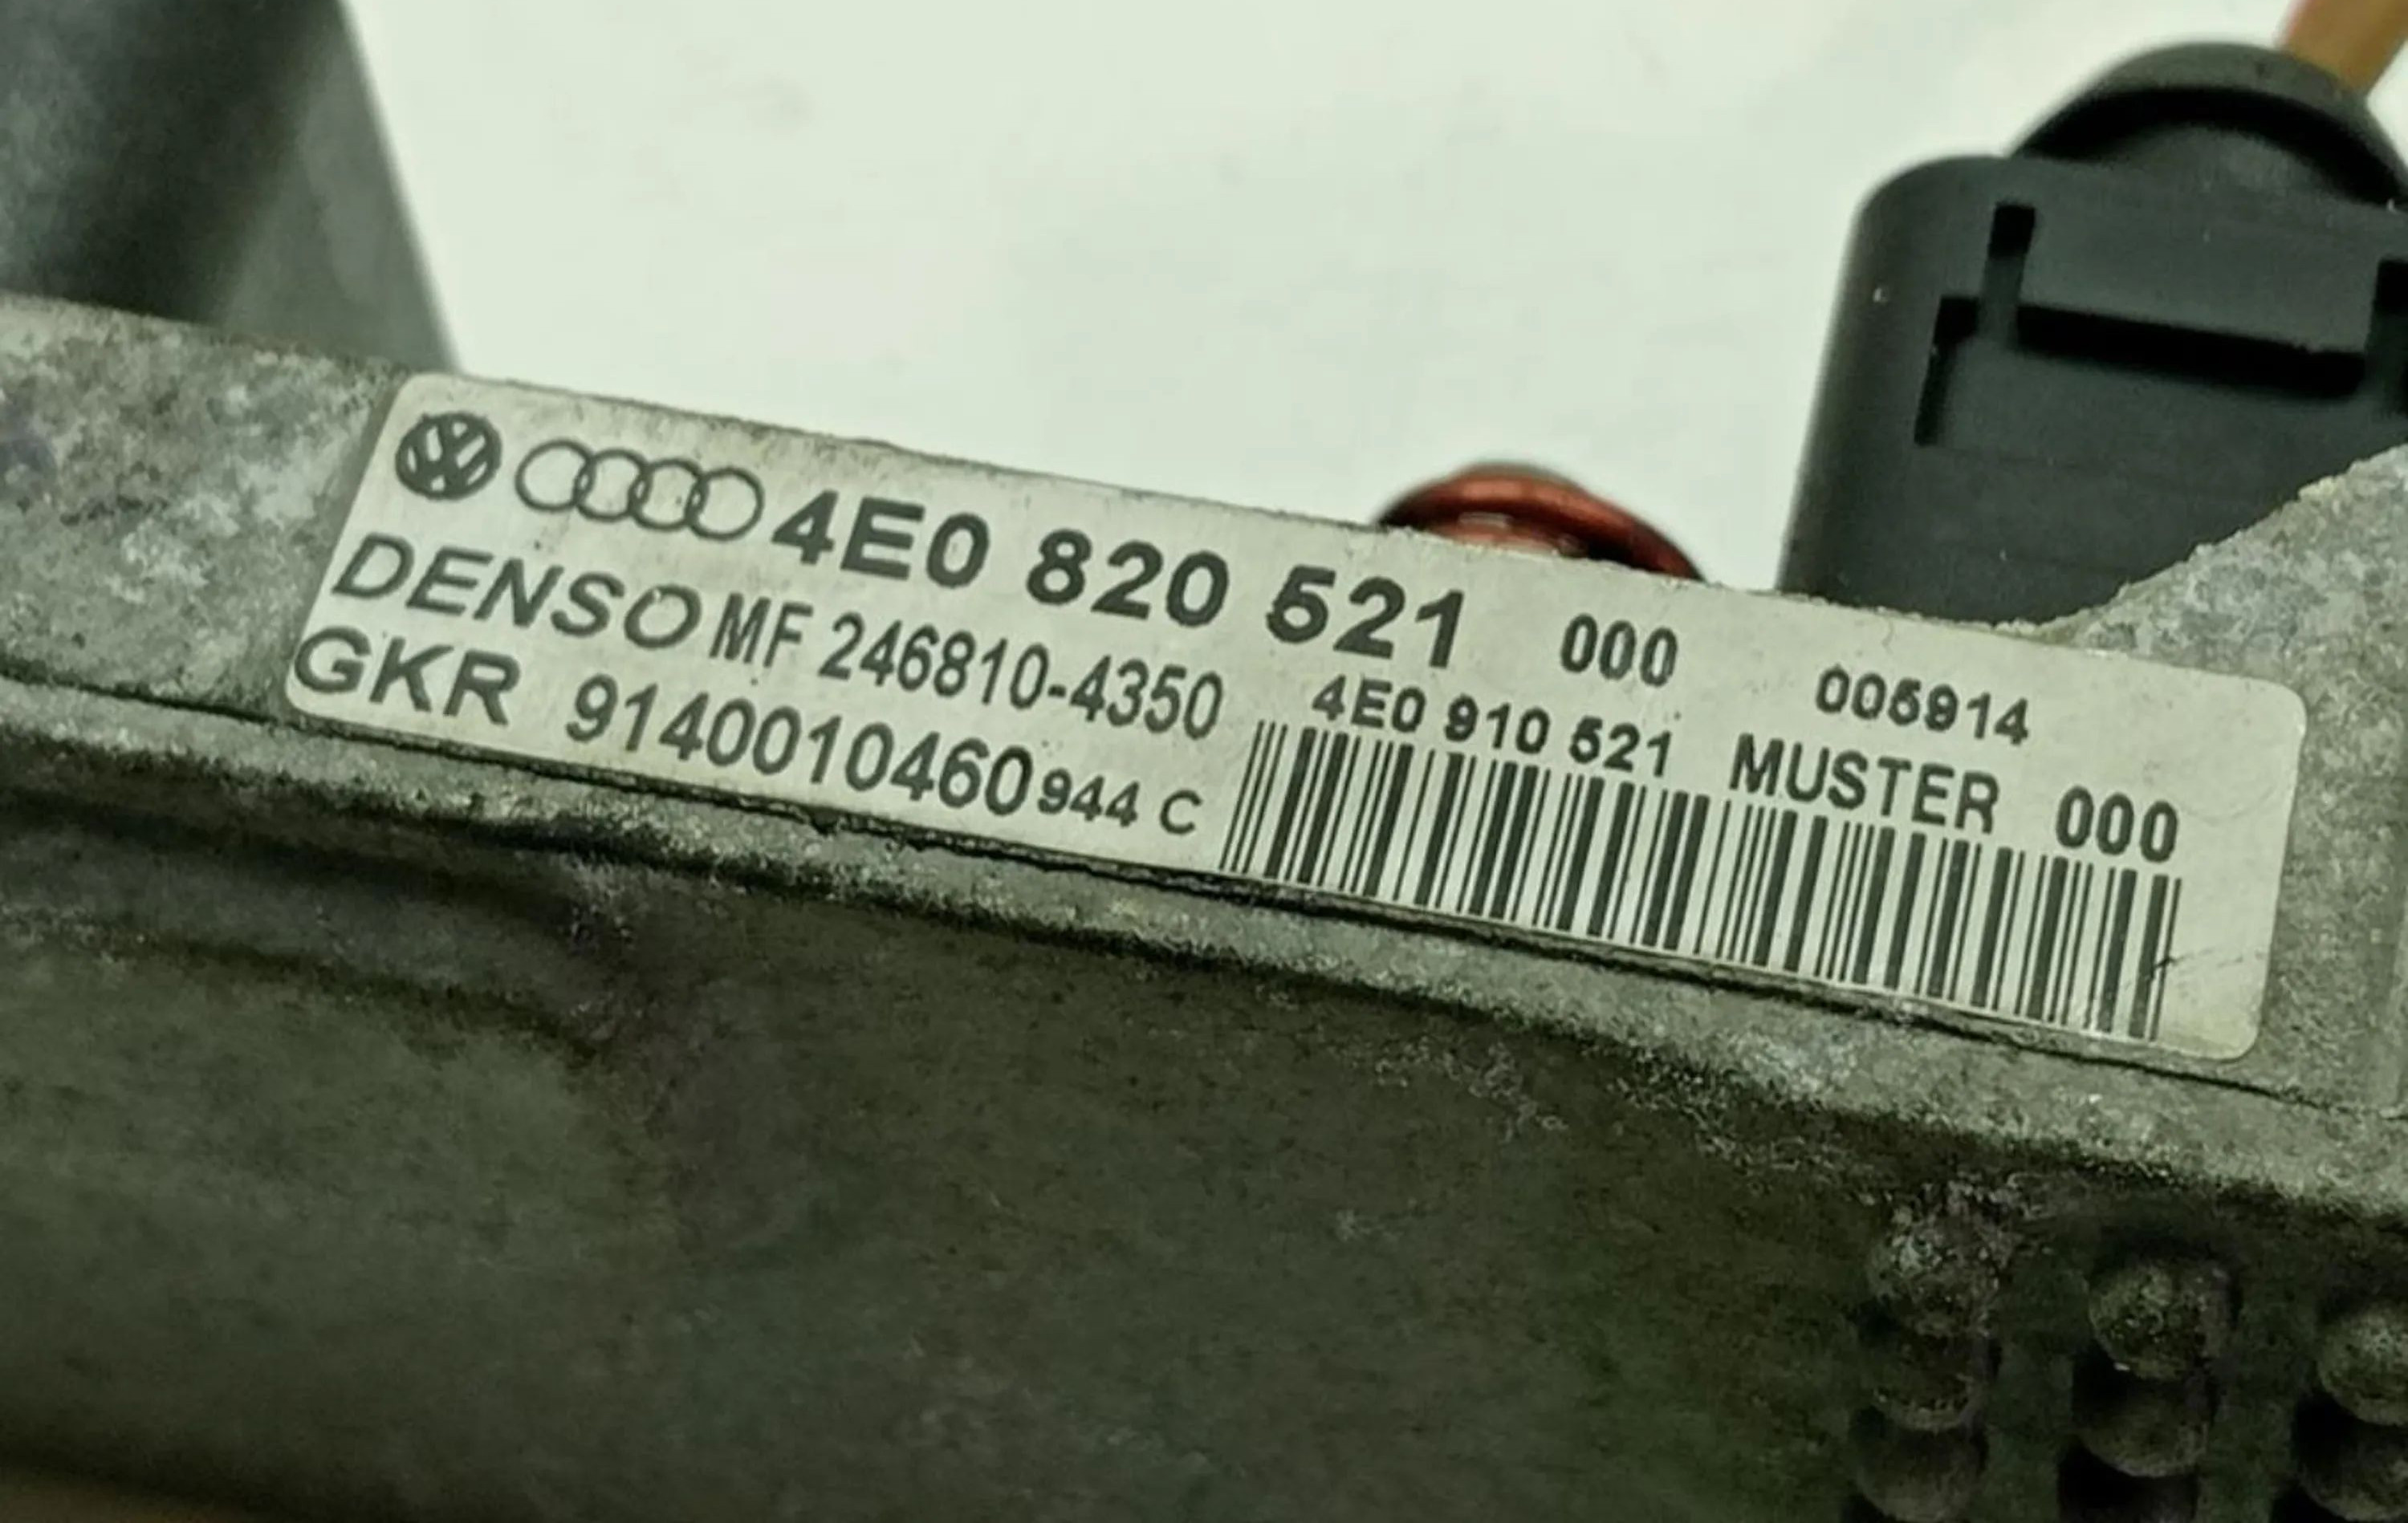 4E0 820 521 000 005914
DENSO MF 246810-4350 4E0 910 521 MUSTER 000
GKR 9140010460 944 C